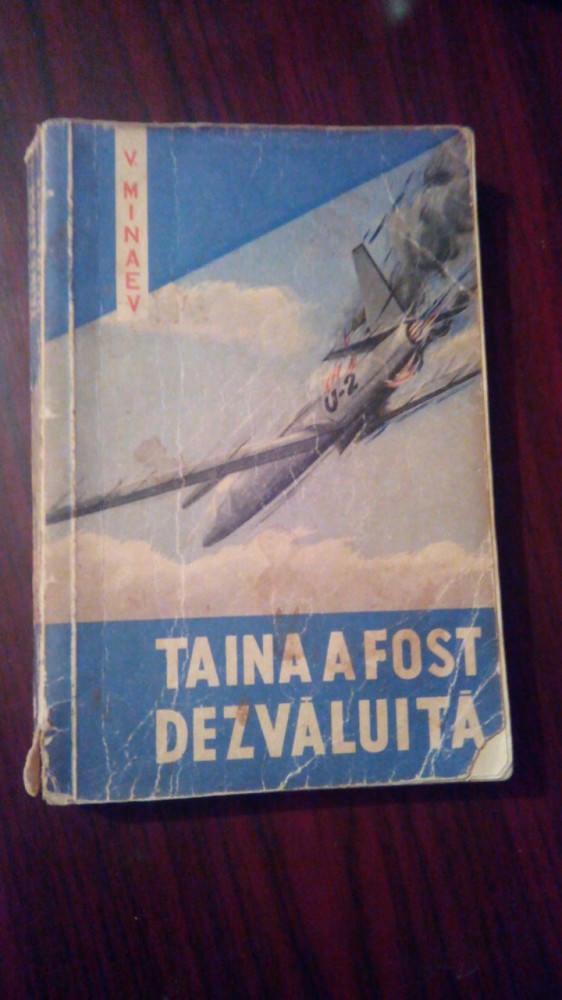 V. MINAEV
U-2
TAINA A FOST
DEZVĂLUITĂ